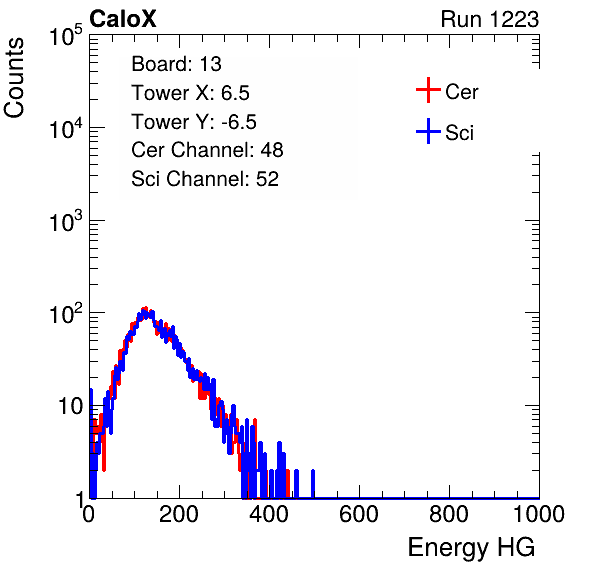 CaloX
Run 1223
Counts
10^5
10^4
10^3
10^2
10
1
Board: 13
Tower X: 6.5
Tower Y: -6.5
Cer Channel: 48
Sci Channel: 52
Cer
Sci
0 200 400 600 800 1000
Energy HG